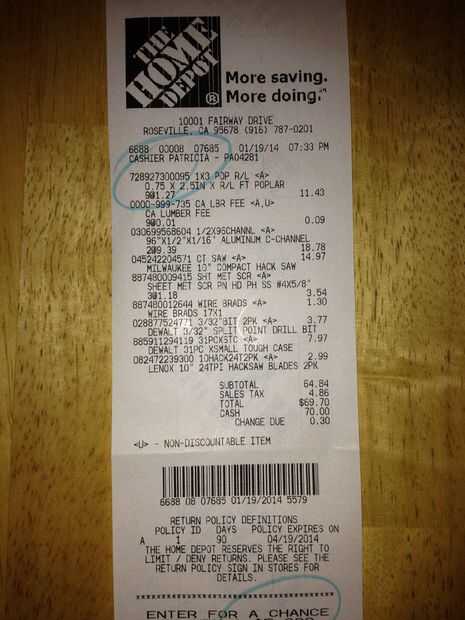 THE
HOME
DEPOT
®
More saving.
More doing.™
10001 FAIRWAY DRIVE
ROSEVILLE, CA 95678 (916) 787-0201
6688 00008 07685 01/19/14 07:33 PM
CASHIER PATRICIA - PA04281
728927300095 1X3 POP R/L <A>
0.75 X 2.5IN X R/L FT POPLAR
9@1.27 11.43
0000-999-735 CA LBR FEE <A,U>
CA LUMBER FEE
9@0.01 0.09
030699568604 1/2X96CHANNL <A>
96"X1/2"X1/16" ALUMINUM C-CHANNEL
2@9.39 18.78
045242204571 CT SAW <A> 14.97
MILWAUKEE 10" COMPACT HACK SAW
887480009415 SHT MET SCR <A>
SHEET MET SCR PN HD PH SS #4X5/8"
3@1.18 3.54
887480012644 WIRE BRADS <A> 1.30
WIRE BRADS 17X1
028877524771 3/32"BIT 2PK <A> 3.77
DEWALT 3/32" SPLIT POINT DRILL BIT
885911294119 31PCXSTC <A> 7.97
DEWALT 31PC XSMALL TOUGH CASE
082472239300 10HACK24T2PK <A> 2.99
LENOX 10" 24TPI HACKSAW BLADES 2PK
SUBTOTAL 64.84
SALES TAX 4.86
TOTAL $69.70
CASH 70.00
CHANGE DUE 0.30
<U> - NON-DISCOUNTABLE ITEM
6688 08 07685 01/19/2014 5579
RETURN POLICY DEFINITIONS
POLICY ID DAYS POLICY EXPIRES ON
A 1 90 04/19/2014
THE HOME DEPOT RESERVES THE RIGHT TO
LIMIT / DENY RETURNS. PLEASE SEE THE
RETURN POLICY SIGN IN STORES FOR
DETAILS.
ENTER FOR A CHANCE